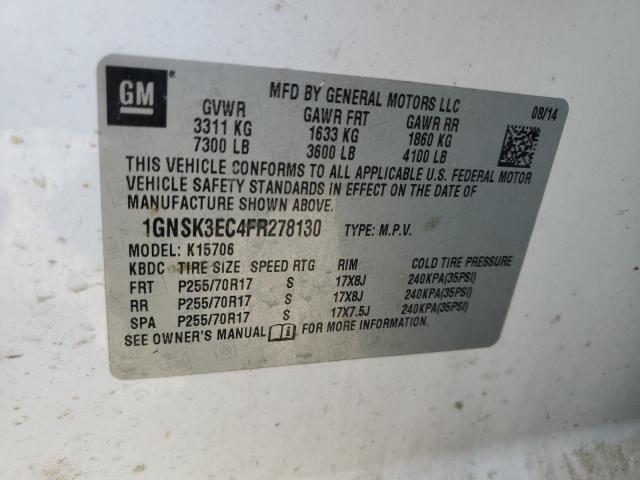 GM ®
MFD BY GENERAL MOTORS LLC 08/14
GVWR GAWR FRT GAWR RR
3311 KG 1633 KG 1860 KG
7300 LB 3600 LB 4100 LB
THIS VEHICLE CONFORMS TO ALL APPLICABLE U.S. FEDERAL MOTOR
VEHICLE SAFETY STANDARDS IN EFFECT ON THE DATE OF
MANUFACTURE SHOWN ABOVE.
1GNSK3EC4FR278130 TYPE: M.P.V.
MODEL: K15706
KBDC TIRE SIZE SPEED RTG RIM COLD TIRE PRESSURE
FRT P255/70R17 S 17X8J 240KPA(35PSI)
RR P255/70R17 S 17X8J 240KPA(35PSI)
SPA P255/70R17 S 17X7.5J 240KPA(35PSI)
SEE OWNER'S MANUAL FOR MORE INFORMATION.